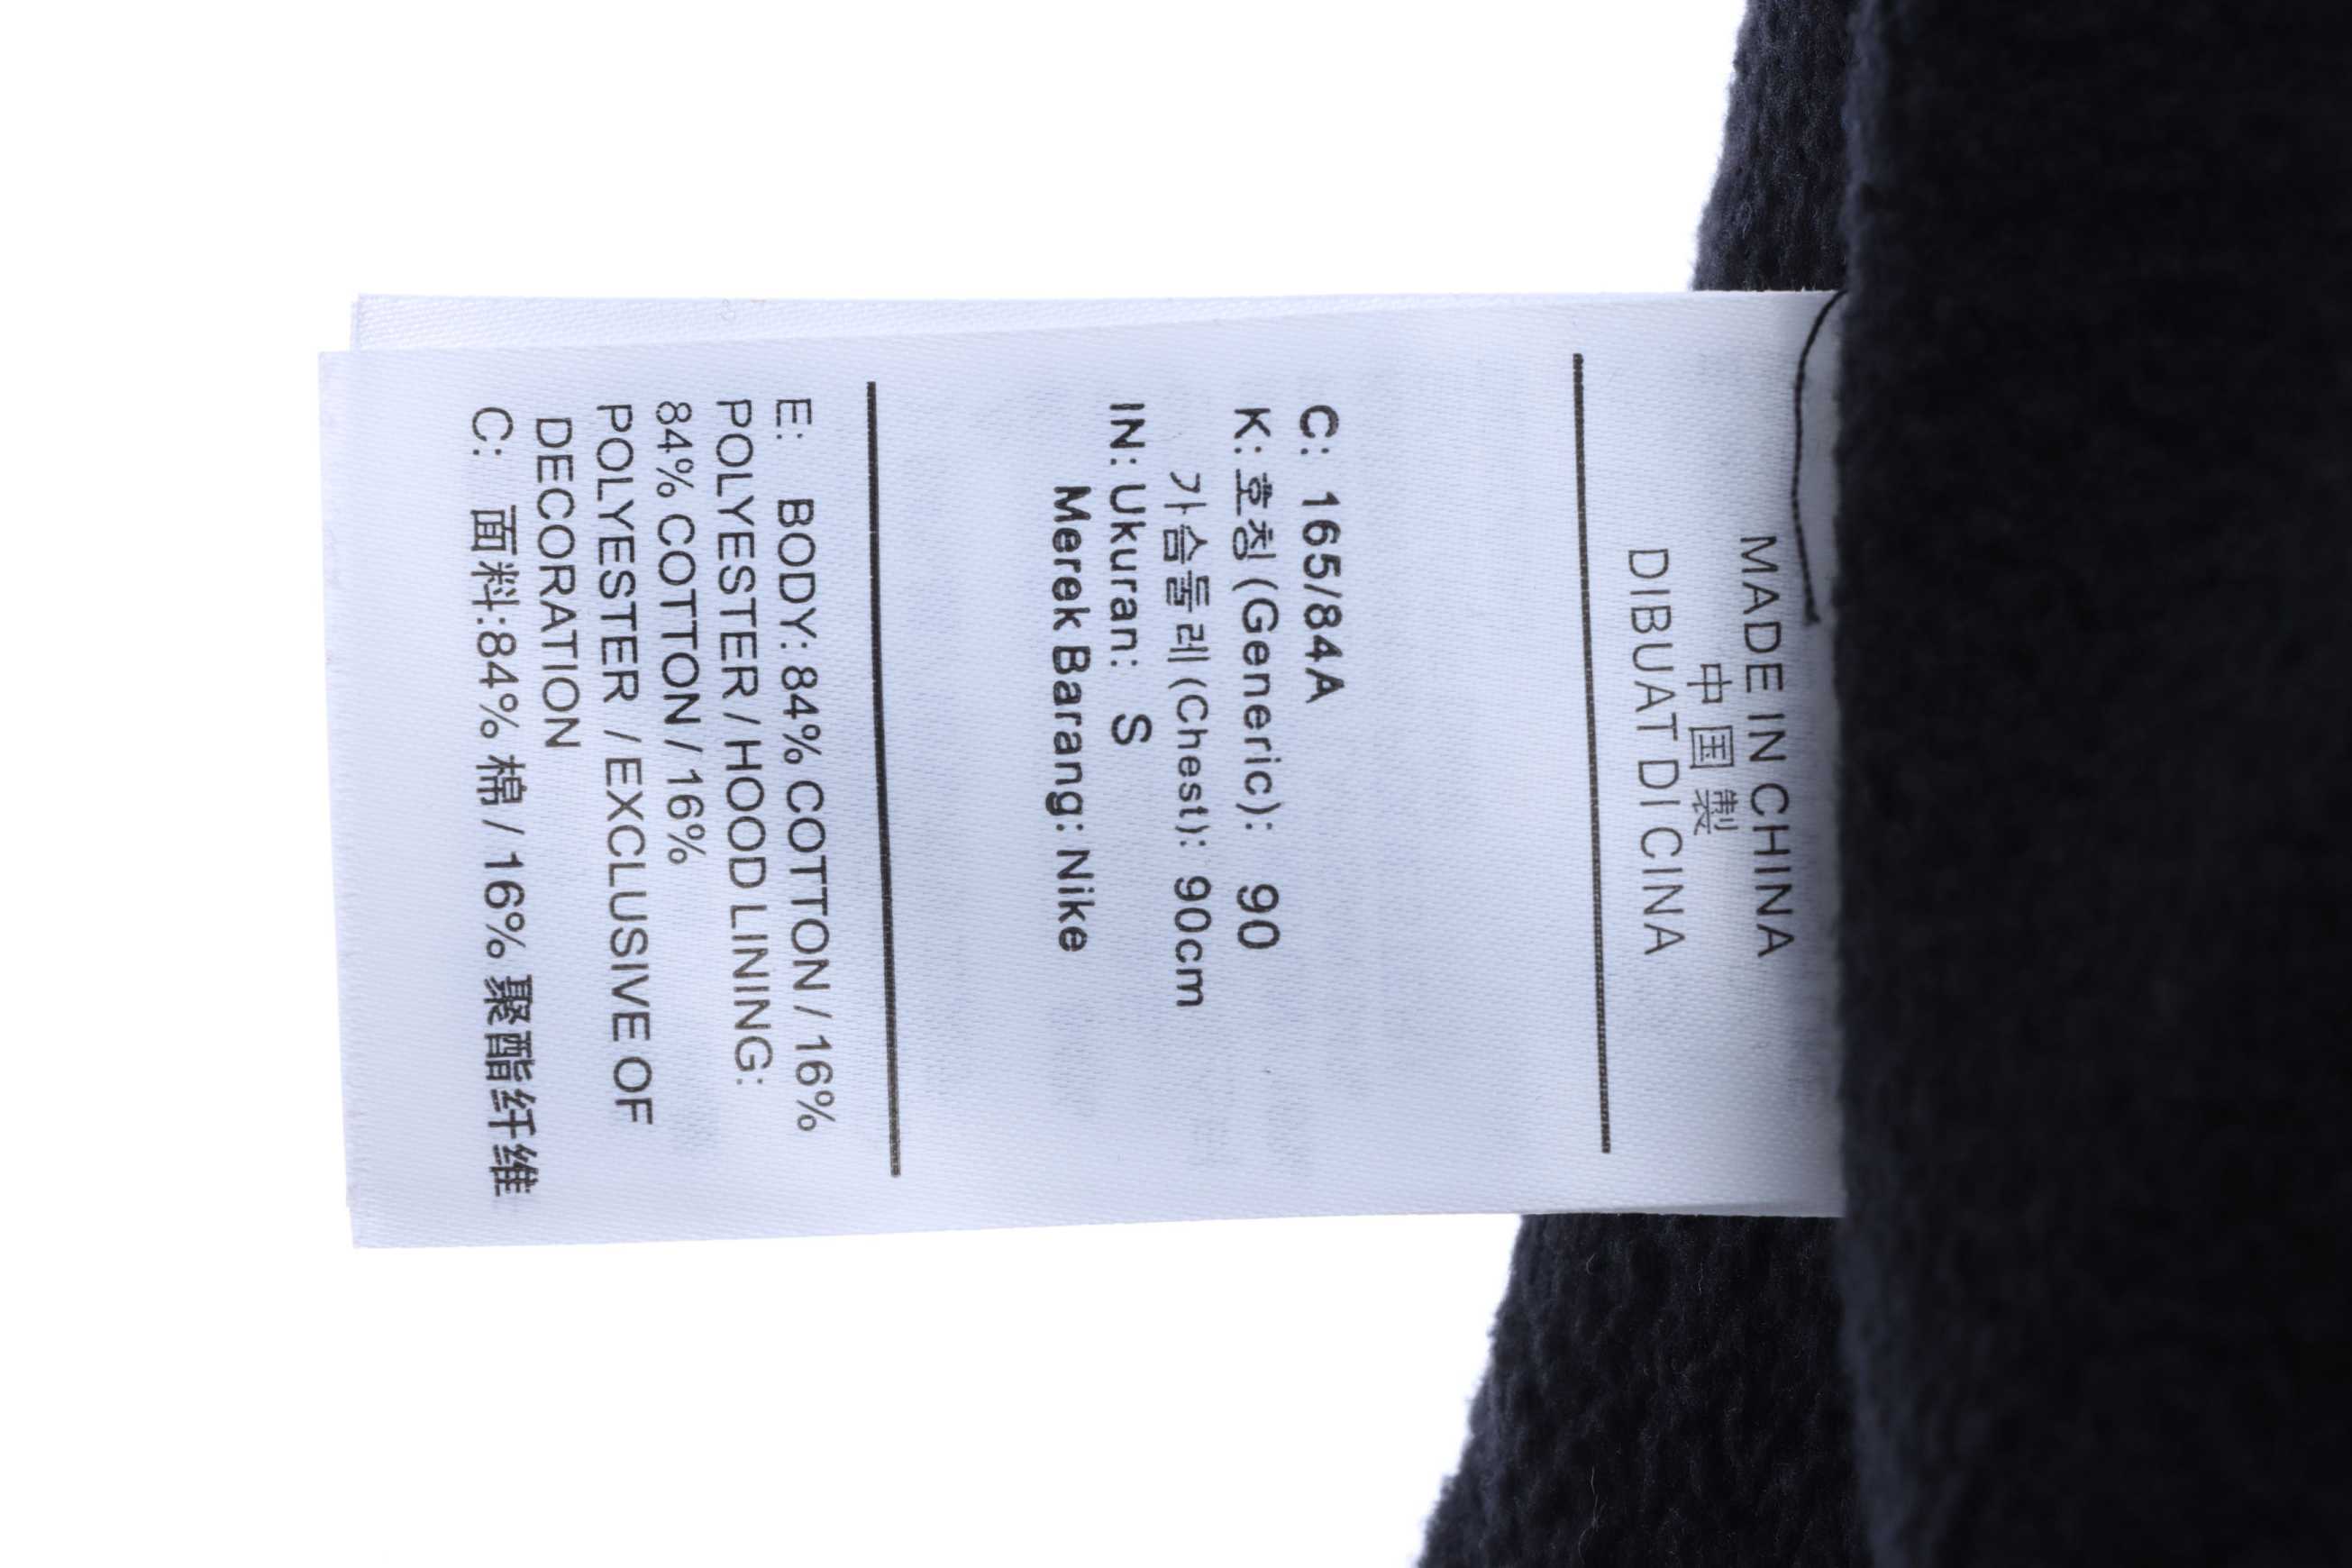 MADE IN CHINA
中国製
DIBUAT DI CINA
C: 165/84A
K: 호칭 (Generic): 90
가슴둘레 (Chest): 90cm
IN: Ukuran: S
Merek Barang: Nike
E: BODY: 84% COTTON / 16%
POLYESTER / HOOD LINING:
84% COTTON / 16%
POLYESTER / EXCLUSIVE OF
DECORATION
C: 面料:84% 棉 / 16% 聚酯纤维